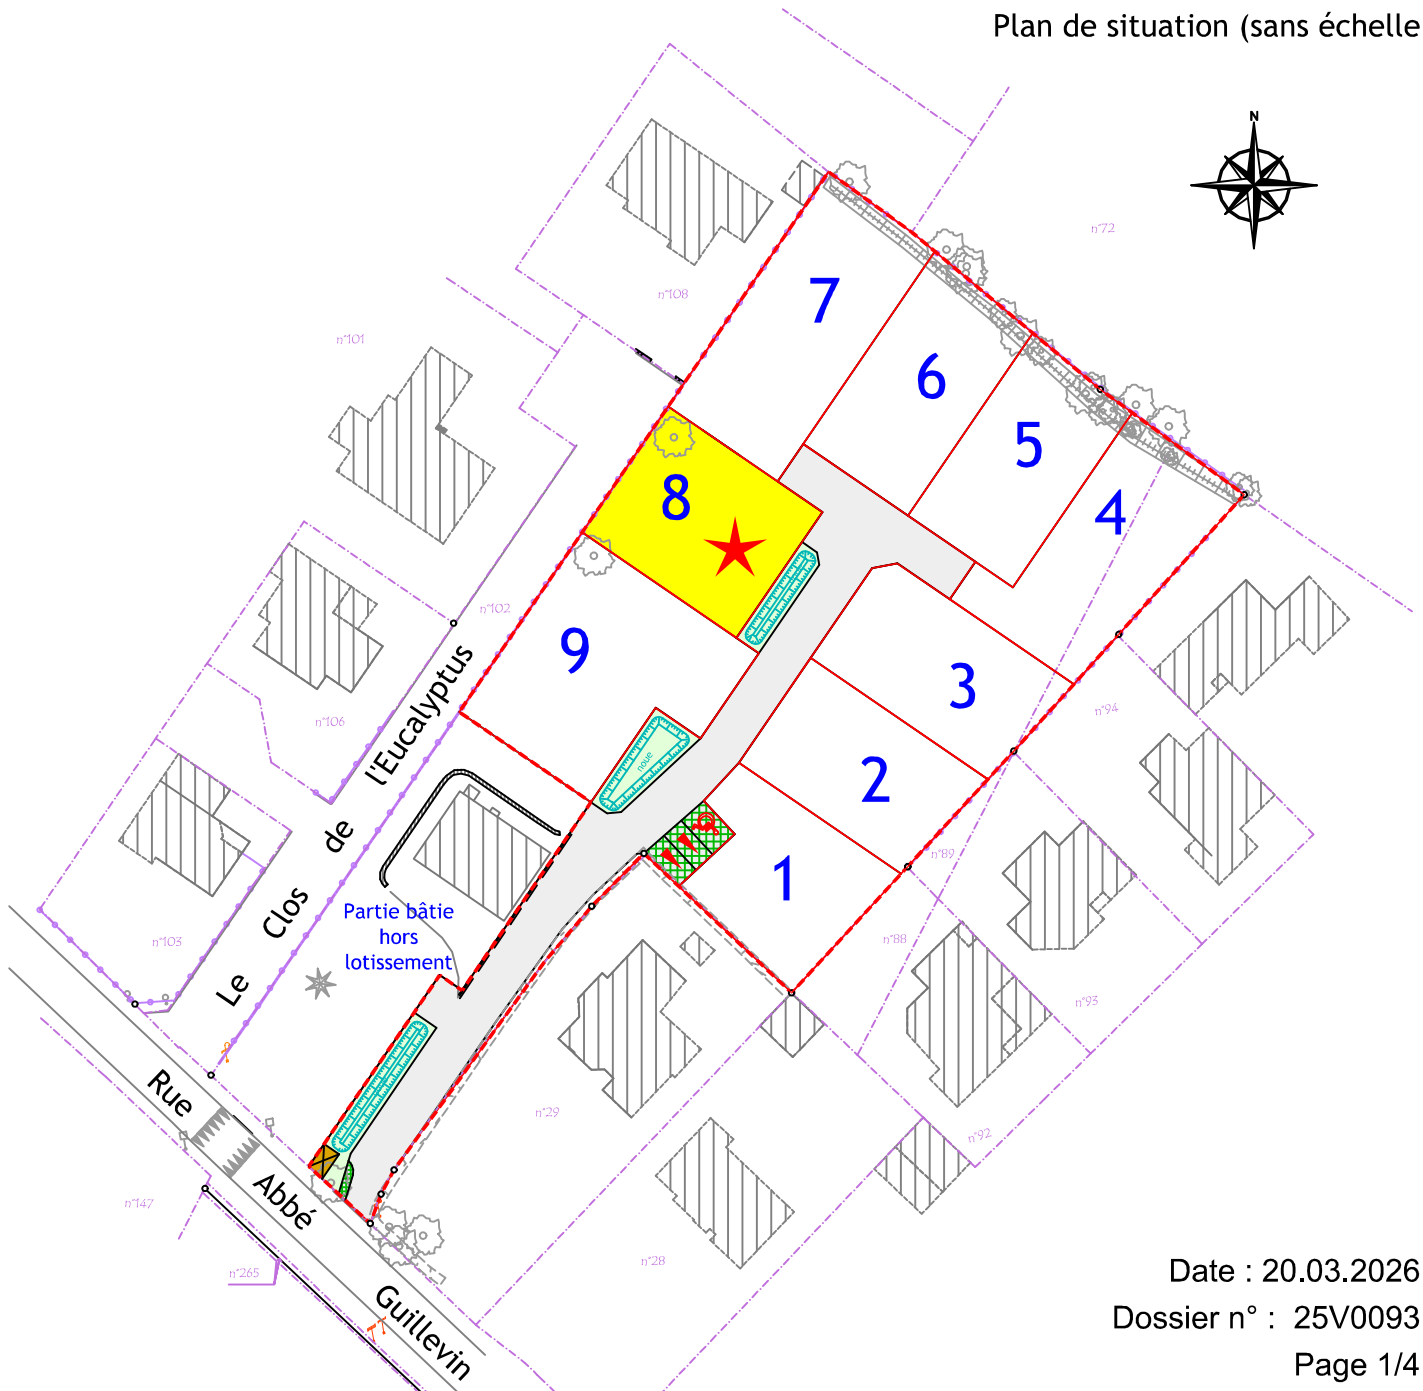 Plan de situation (sans échelle
N
n°72
7
n°108
n°101
6
5
8
4
n°102
9
3
l'Eucalyptus
n°106
n°94
noue
2
de
n°89
1
Clos
Partie bâtie
hors
lotissement
n°103
n°88
Le
n°93
Rue
n°29
n°92
Abbé
n°147
n°28
n°265
Guillevin
Date : 20.03.2026
Dossier n° : 25V0093
Page 1/4